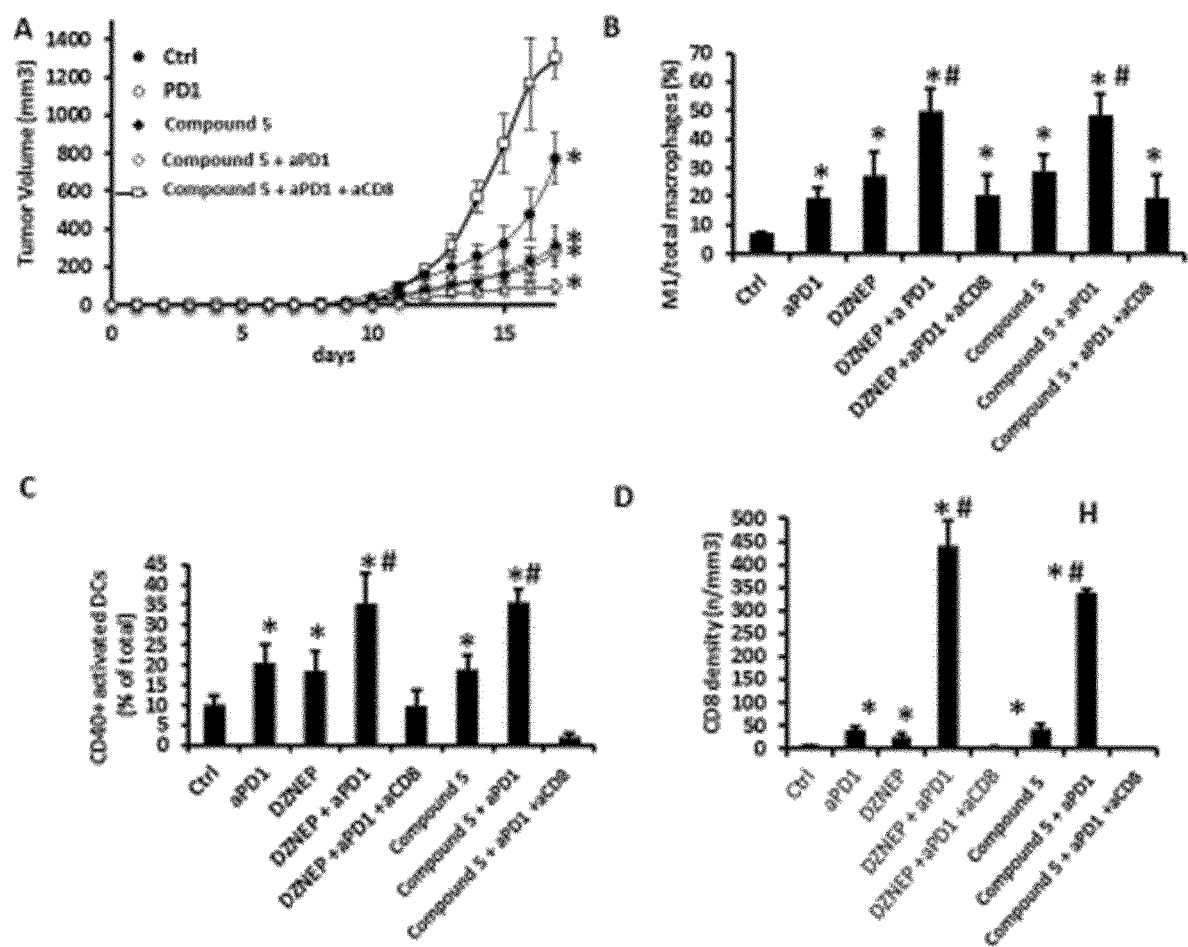 A
Tumor Volume (mm3)
1400
1200
1000
800
600
400
200
0
Ctrl
PD1
Compound 5
Compound 5 + aPD1
Compound 5 + aPD1 + aCD8
*
**
*
0
5
10
15
days
B
M1/total macrophages (%)
70
60
50
40
30
20
10
0
*
*
*#
*
*
*#
*
Ctrl
aPD1
DZNEP
DZNEP +a PD1
DZNEP +aPD1 +aCD8
Compound 5
Compound 5 + aPD1
Compound 5 + aPD1 +aCD8
C
CD40+ activated DCs
(% of total)
45
40
35
30
25
20
15
10
5
0
*
*
*#
*
*#
Ctrl
aPD1
DZNEP
DZNEP + aPD1
DZNEP +aPD1 +aCD8
Compound 5
Compound 5 + aPD1
Compound 5 + aPD1 +aCD8
D
CD8 density (n/mm3)
500
450
400
350
300
250
200
150
100
50
0
*
*
*#
*
*#
H
Ctrl
aPD1
DZNEP
DZNEP + aPD1
DZNEP +aPD1 +aCD8
Compound 5
Compound 5 + aPD1
Compound 5 + aPD1 +aCD8